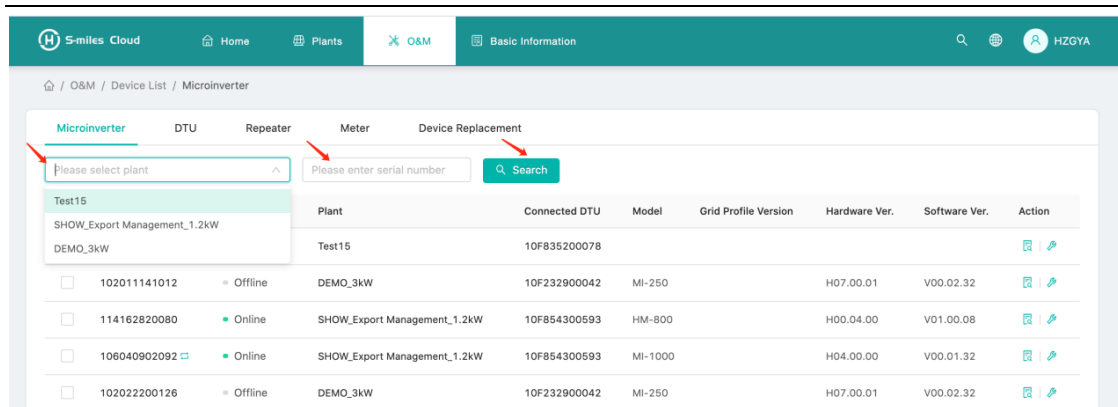 S-miles Cloud Home Plants O&M Basic Information HZGYA
/ O&M / Device List / Microinverter
Microinverter DTU Repeater Meter Device Replacement
Please select plant Please enter serial number Search
Test15
SHOW_Export Management_1.2kW
DEMO_3kW
Plant Connected DTU Model Grid Profile Version Hardware Ver. Software Ver. Action
Test15 10F835200078
102011141012 Offline DEMO_3kW 10F232900042 MI-250 H07.00.01 V00.02.32
114162820080 Online SHOW_Export Management_1.2kW 10F854300593 HM-800 H00.04.00 V01.00.08
106040902092 Online SHOW_Export Management_1.2kW 10F854300593 MI-1000 H04.00.00 V00.01.32
102022200126 Offline DEMO_3kW 10F232900042 MI-250 H07.00.01 V00.02.32